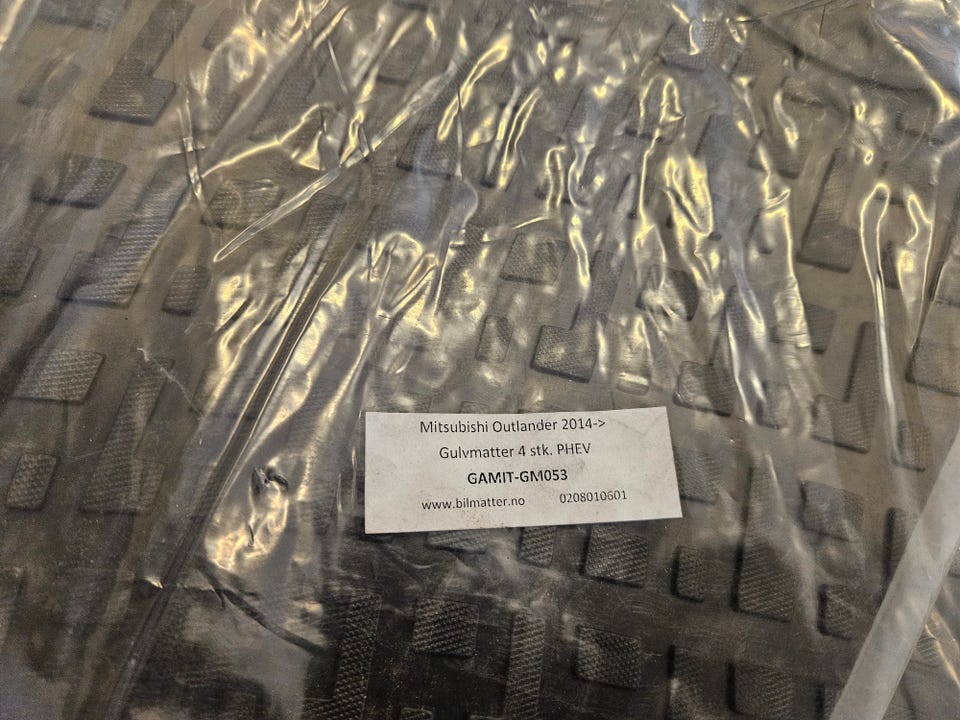 Mitsubishi Outlander 2014->
Gulvmatter 4 stk. PHEV
GAMIT-GM053
www.bilmatter.no 0208010601